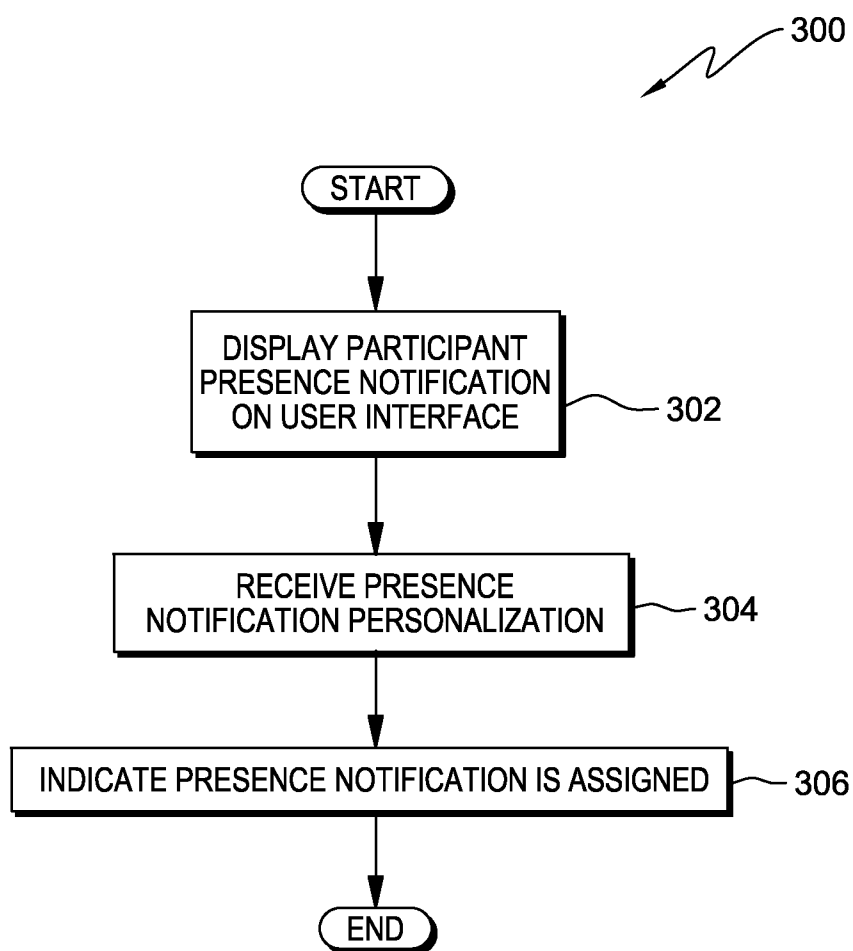 300
START
DISPLAY PARTICIPANT
PRESENCE NOTIFICATION
ON USER INTERFACE
302
RECEIVE PRESENCE
NOTIFICATION PERSONALIZATION
304
INDICATE PRESENCE NOTIFICATION IS ASSIGNED
306
END